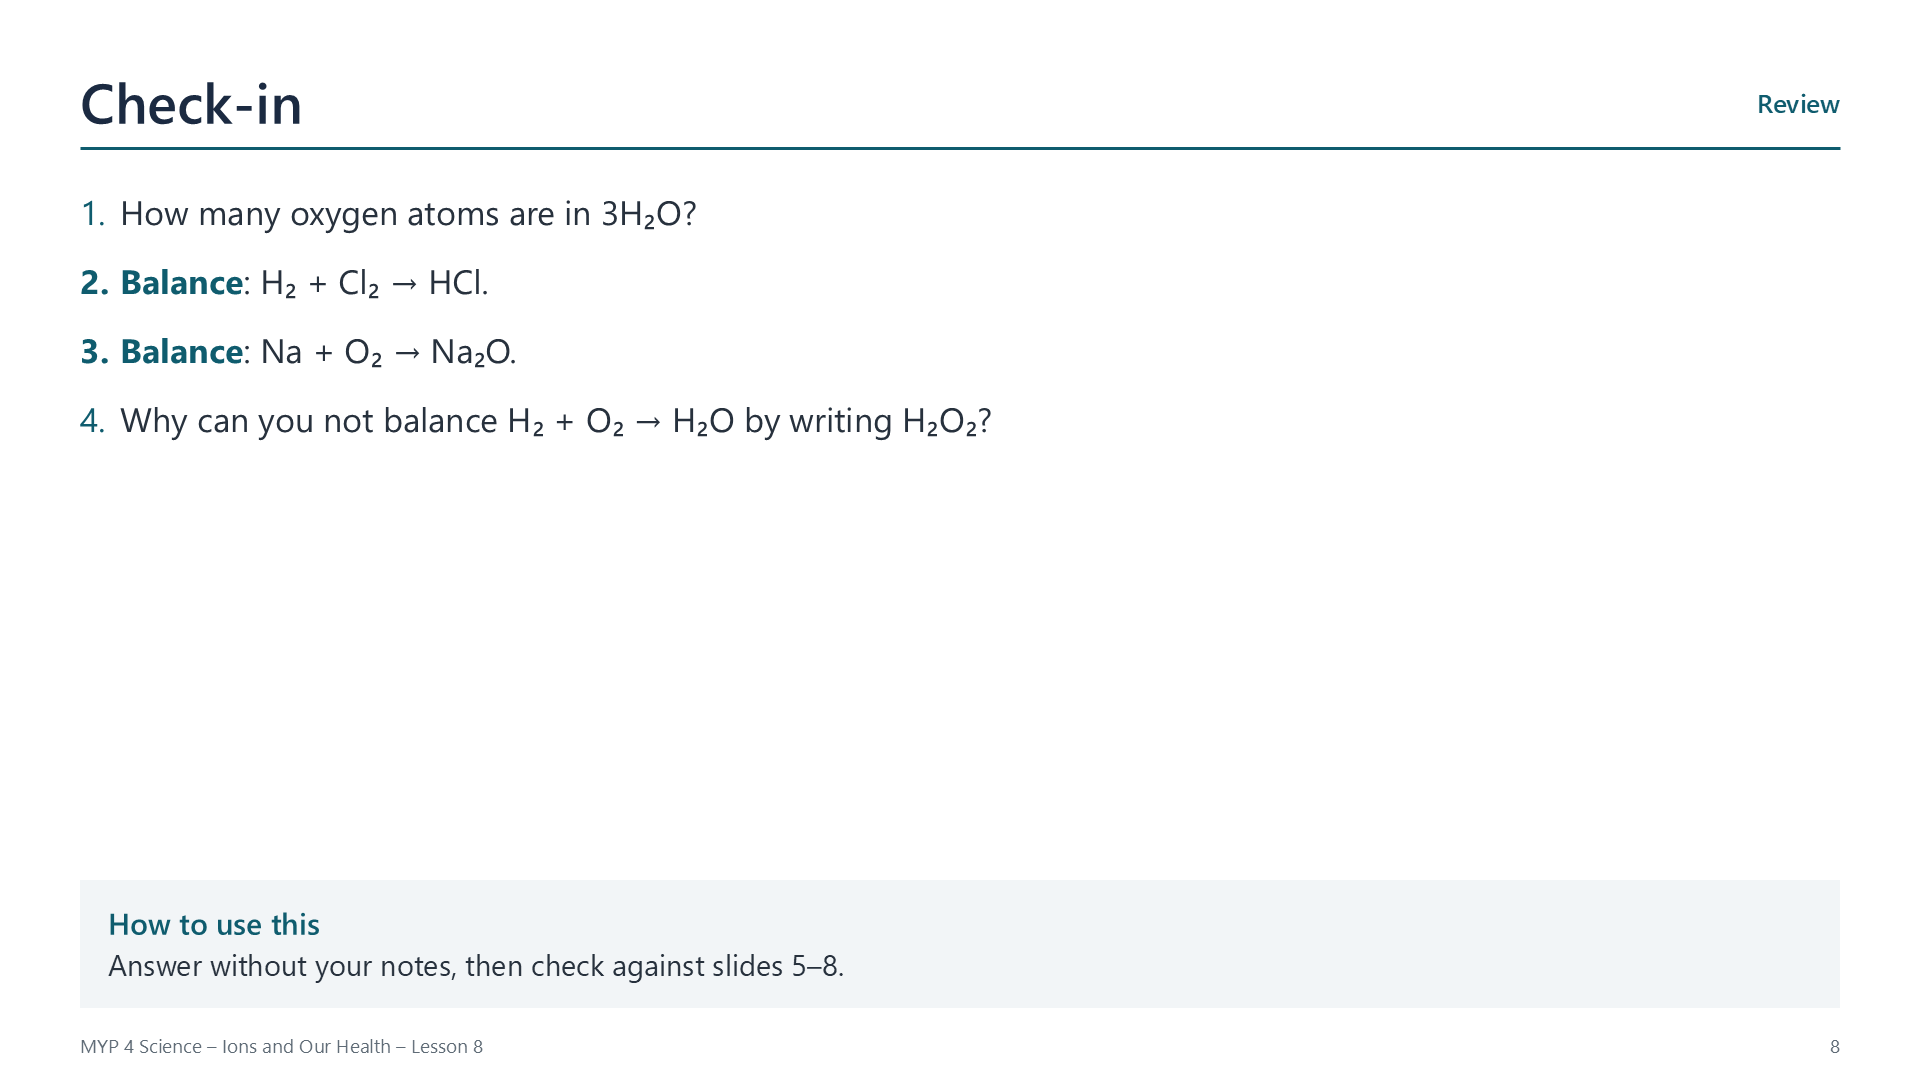 Check-in
Review
1. How many oxygen atoms are in 3H₂O?
2. Balance: H₂ + Cl₂ → HCl.
3. Balance: Na + O₂ → Na₂O.
4. Why can you not balance H₂ + O₂ → H₂O by writing H₂O₂?
How to use this
Answer without your notes, then check against slides 5–8.
MYP 4 Science – Ions and Our Health – Lesson 8
8